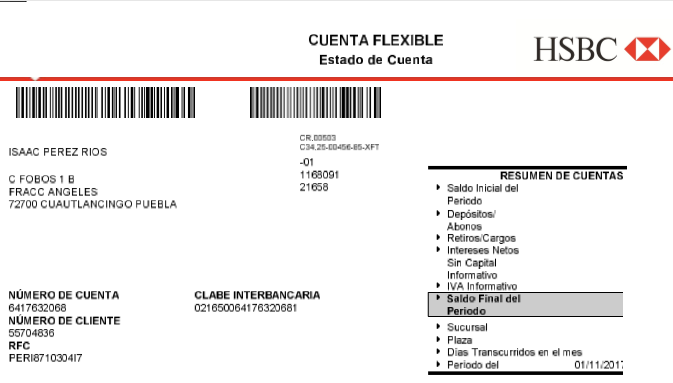 CUENTA FLEXIBLE
Estado de Cuenta
HSBC
CR.00503
C34.25-00456-85-XFT
-01
1168091
21658
ISAAC PEREZ RIOS
C FOBOS 1 B
FRACC ANGELES
72700 CUAUTLANCINGO PUEBLA
NÚMERO DE CUENTA
6417632068
NÚMERO DE CLIENTE
55704836
RFC
PERI8710304I7
CLABE INTERBANCARIA
021650064176320681
RESUMEN DE CUENTAS
Saldo Inicial del
Periodo
Depósitos/
Abonos
Retiros/Cargos
Intereses Netos
Sin Capital
Informativo
IVA Informativo
Saldo Final del
Periodo
Sucursal
Plaza
Dias Transcurridos en el mes
Periodo del 01/11/2017